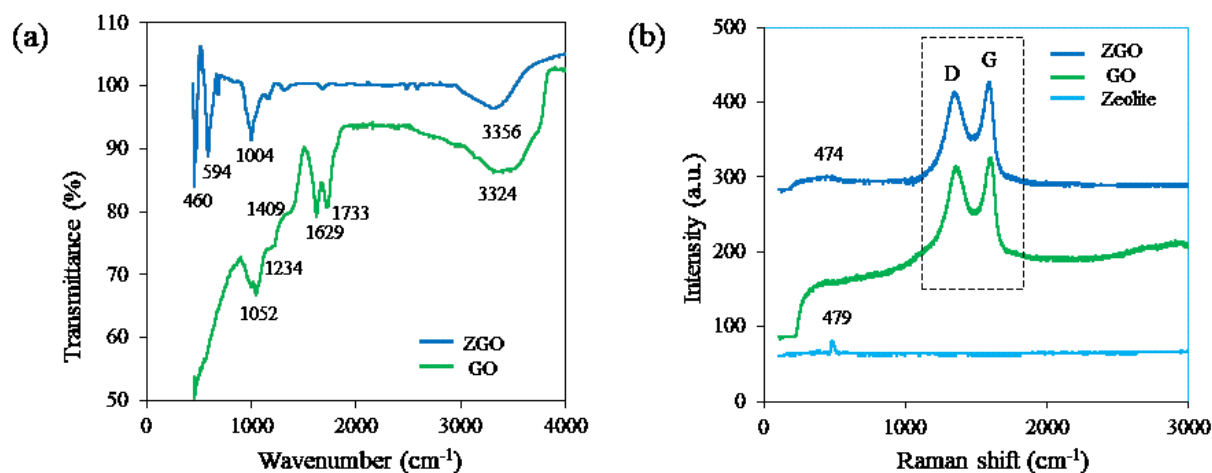 (a)
110
100
90
80
70
60
50
Transmittance (%)
460
594
1004
3356
1409
1629
1733
3324
1234
1052
ZGO
GO
0
1000
2000
3000
4000
Wavenumber (cm⁻¹)
(b)
500
400
300
200
100
0
Intensity (a.u.)
D
G
ZGO
GO
Zeolite
474
479
0
1000
2000
3000
Raman shift (cm⁻¹)